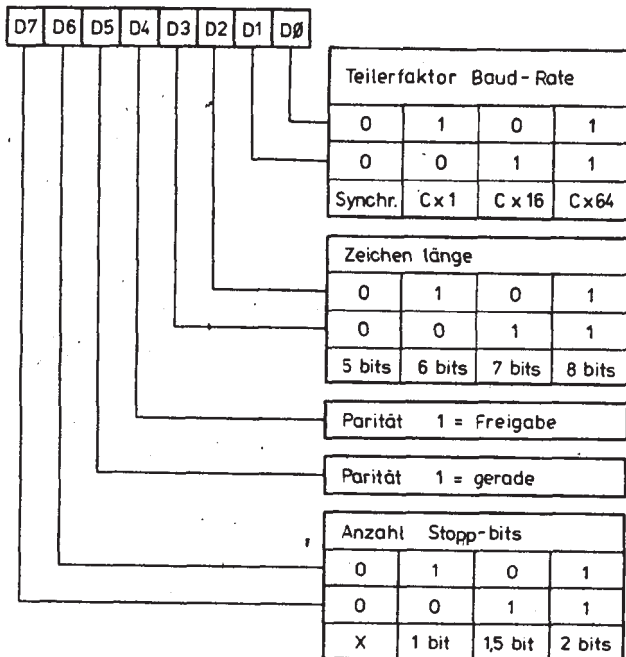 D7 D6 D5 D4 D3 D2 D1 DØ
Teilerfaktor Baud-Rate
0 1 0 1
0 0 1 1
Synchr. C x 1 C x 16 C x 64
Zeichen länge
0 1 0 1
0 0 1 1
5 bits 6 bits 7 bits 8 bits
Parität 1 = Freigabe
Parität 1 = gerade
Anzahl Stopp-bits
0 1 0 1
0 0 1 1
X 1 bit 1,5 bit 2 bits